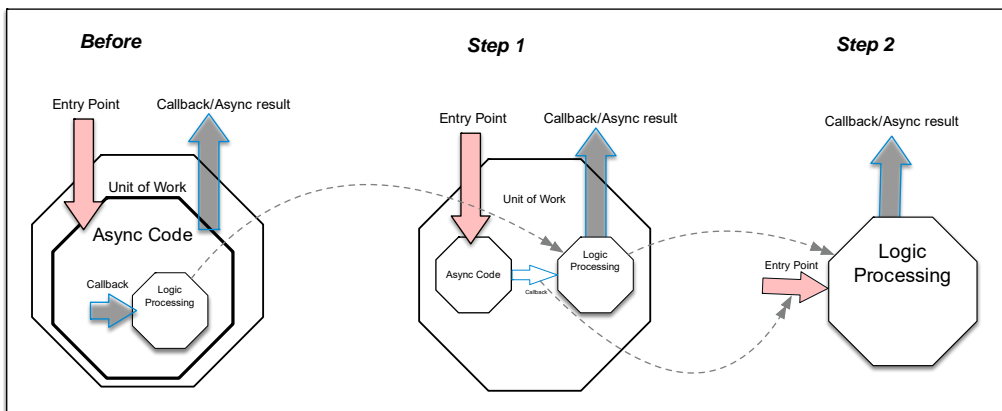 Before
Entry Point
Callback/Async result
Unit of Work
Async Code
Callback
Logic
Processing
Step 1
Entry Point
Callback/Async result
Unit of Work
Async Code
Callback
Logic
Processing
Step 2
Callback/Async result
Entry Point
Logic
Processing